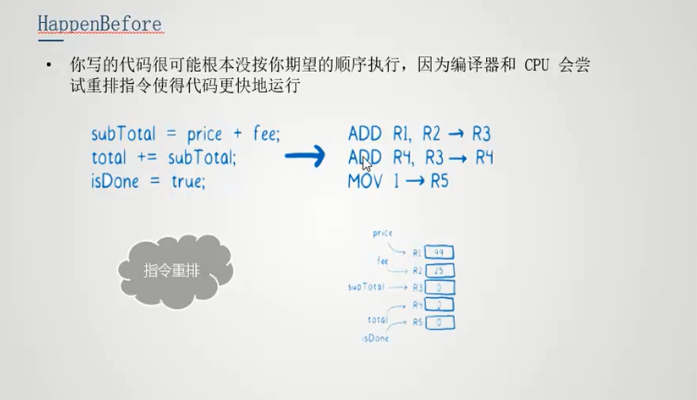 HappenBefore
• 你写的代码很可能根本没按你期望的顺序执行，因为编译器和 CPU 会尝
试重排指令使得代码更快地运行
subTotal = price + fee;
total += subTotal;
isDone = true;
ADD R1, R2 → R3
ADD R4, R3 → R4
MOV 1 → R5
指令重排
price
R1 99
fee
R2 25
subTotal R3 0
R4 0
total R5 0
isDone